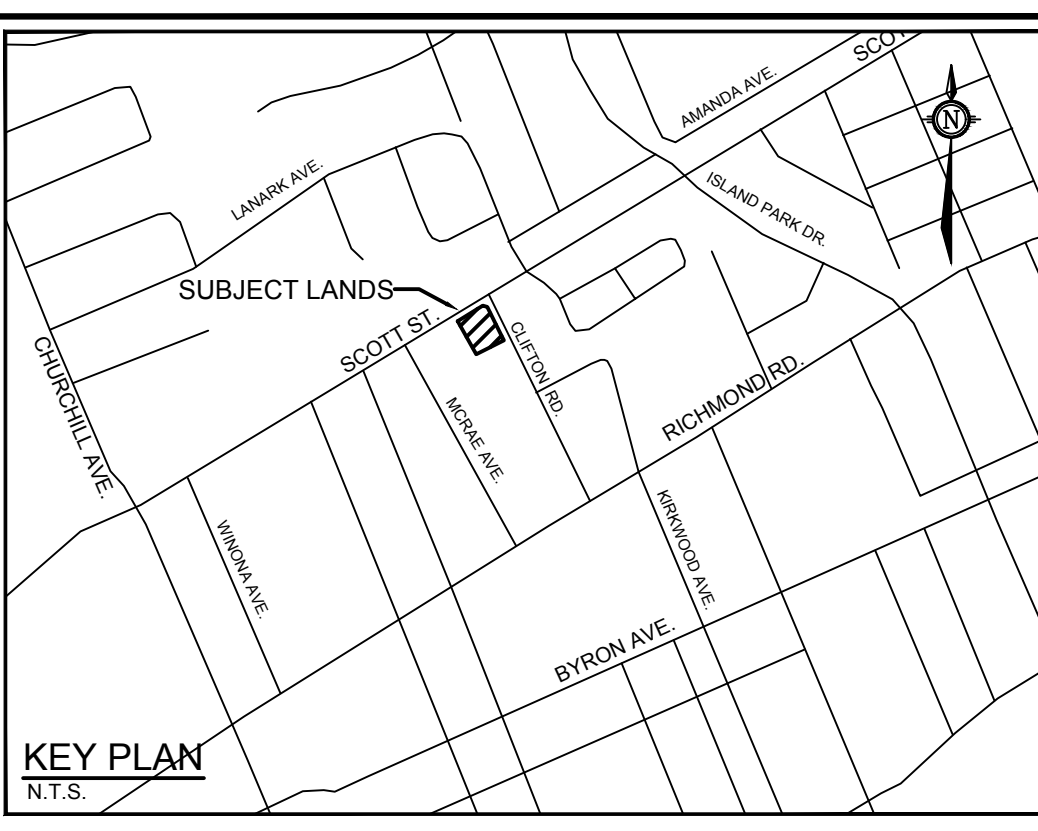 SCOT
AMANDA AVE.
N
LANARK AVE.
ISLAND PARK DR.
SUBJECT LANDS
SCOTT ST.
CLIFTON RD.
CHURCHILL AVE.
RICHMOND RD.
MCRAE AVE.
KIRKWOOD AVE.
WINONA AVE.
BYRON AVE.
KEY PLAN
N.T.S.